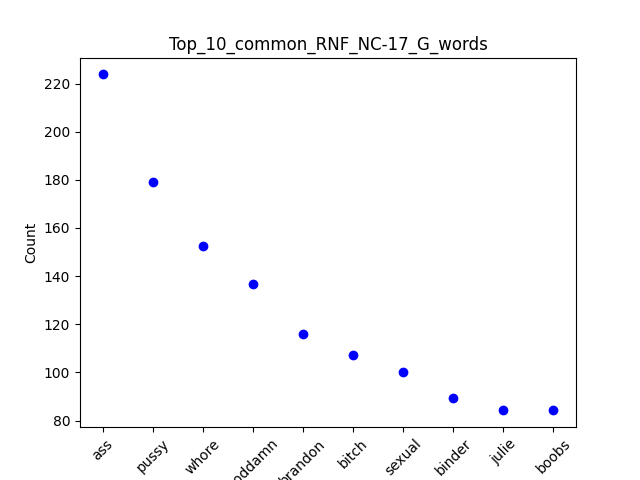 Top_10_common_RNF_NC-17_G_words
220
200
180
160
140
120
100
80
Count
ass
pussy
whore
oddamn
brandon
bitch
sexual
binder
julie
boobs